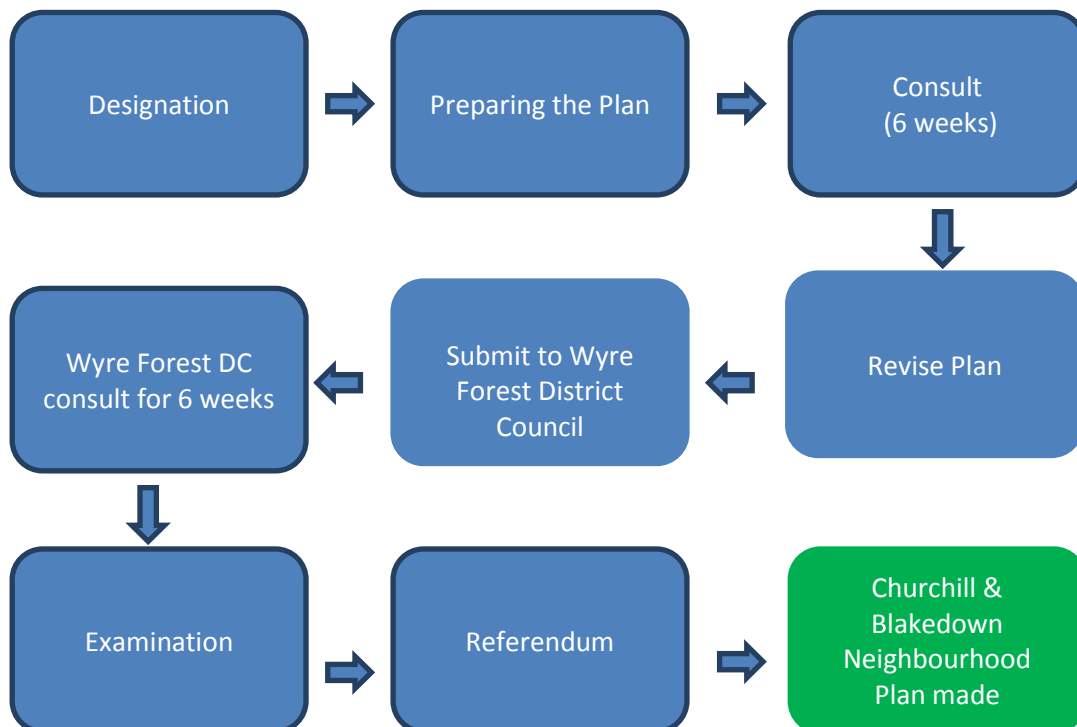 Designation
Preparing the Plan
Consult
(6 weeks)
Revise Plan
Submit to Wyre
Forest District
Council
Wyre Forest DC
consult for 6 weeks
Examination
Referendum
Churchill &
Blakedown
Neighbourhood
Plan made